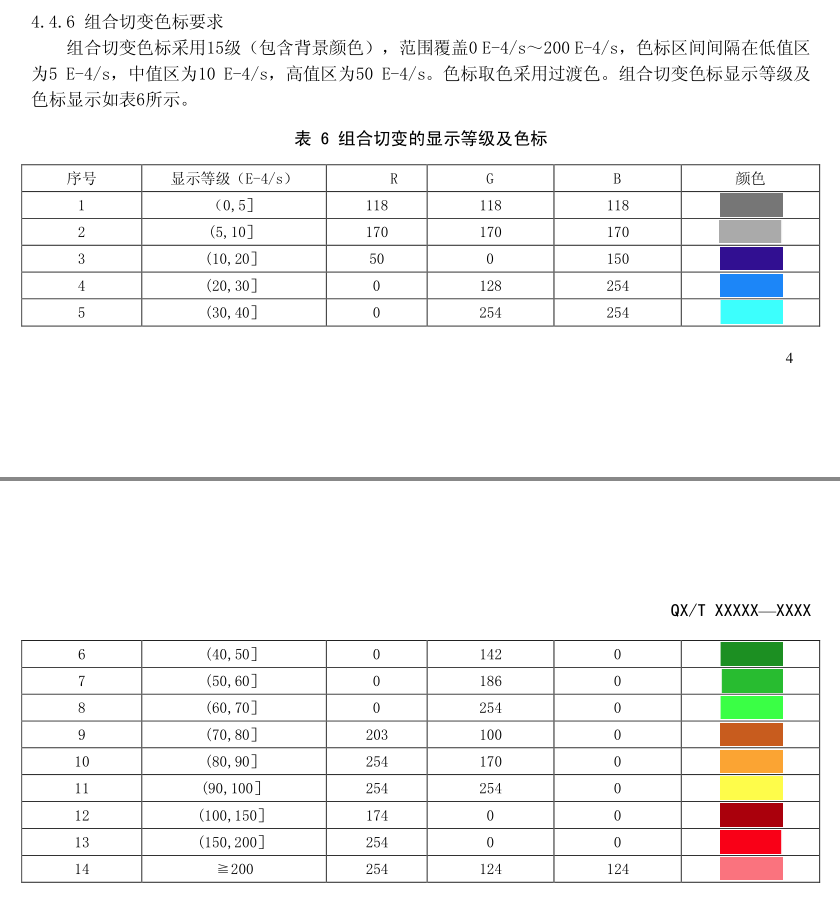 4.4.6 组合切变色标要求
组合切变色标采用15级（包含背景颜色），范围覆盖0 E-4/s～200 E-4/s，色标区间间隔在低值区
为5 E-4/s，中值区为10 E-4/s，高值区为50 E-4/s。色标取色采用过渡色。组合切变色标显示等级及
色标显示如表6所示。
表 6 组合切变的显示等级及色标
序号 显示等级（E-4/s） R G B 颜色
1 （0,5］ 118 118 118
2 (5,10］ 170 170 170
3 (10,20］ 50 0 150
4 (20,30］ 0 128 254
5 (30,40］ 0 254 254
4
QX/T XXXXX—XXXX
6 (40,50］ 0 142 0
7 (50,60］ 0 186 0
8 (60,70］ 0 254 0
9 (70,80］ 203 100 0
10 (80,90］ 254 170 0
11 (90,100］ 254 254 0
12 (100,150］ 174 0 0
13 (150,200］ 254 0 0
14 ≧200 254 124 124